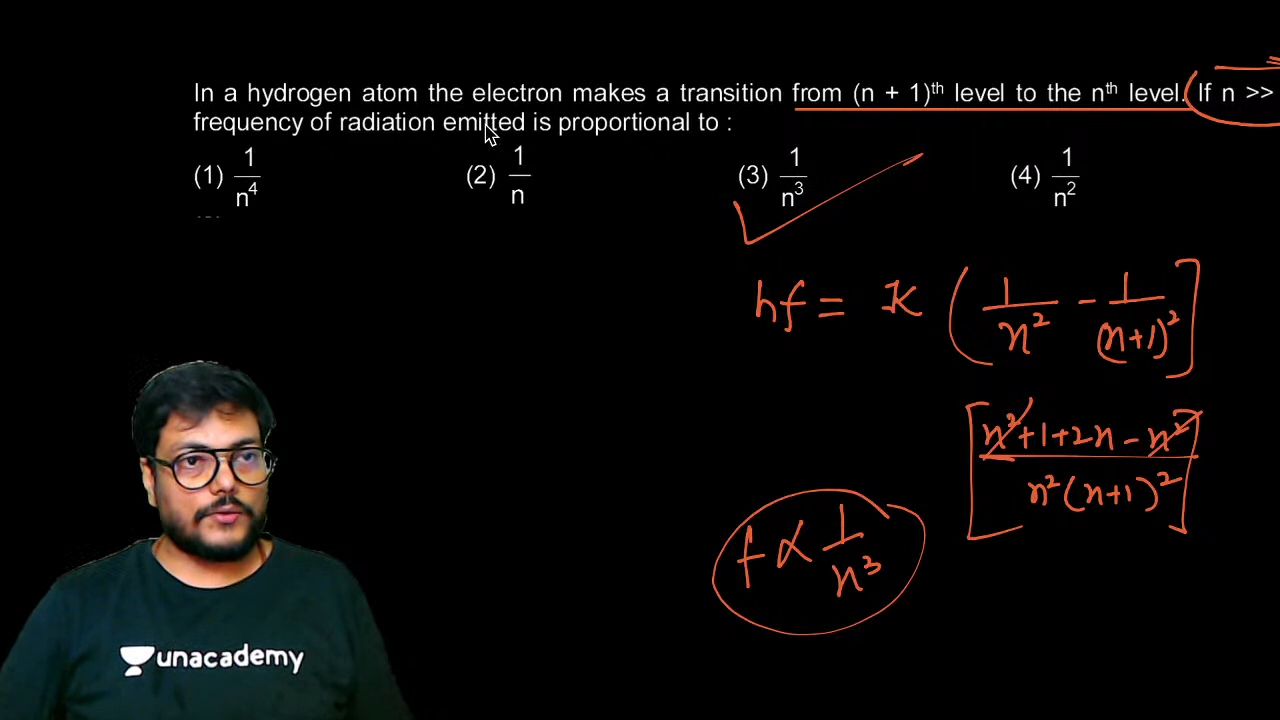 In a hydrogen atom the electron makes a transition from (n + 1)ᵗʰ level to the nᵗʰ level. If n >>
frequency of radiation emitted is proportional to :
(1) 1/n⁴ (2) 1/n (3) 1/n³ (4) 1/n²
hf = K ( 1/n² - 1/(n+1)² ]
[ n²+1+2n-n² / n²(n+1)² ]
f ∝ 1/n³
unacademy